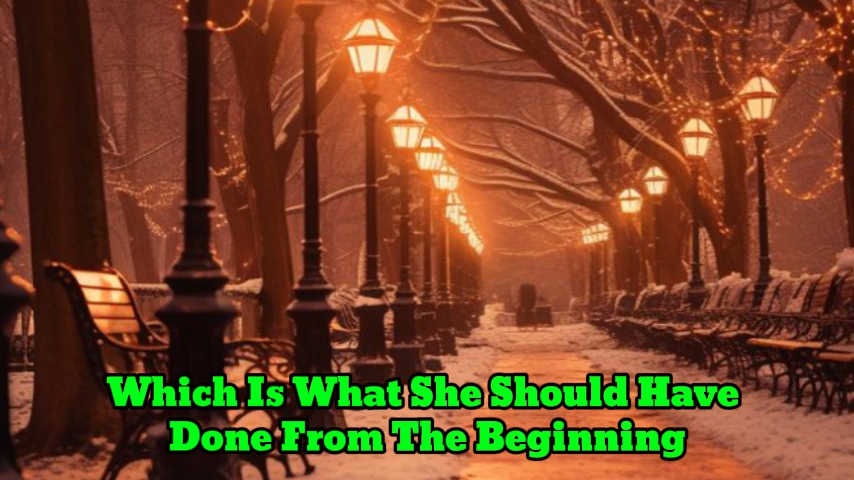 Which Is What She Should Have
Done From The Beginning